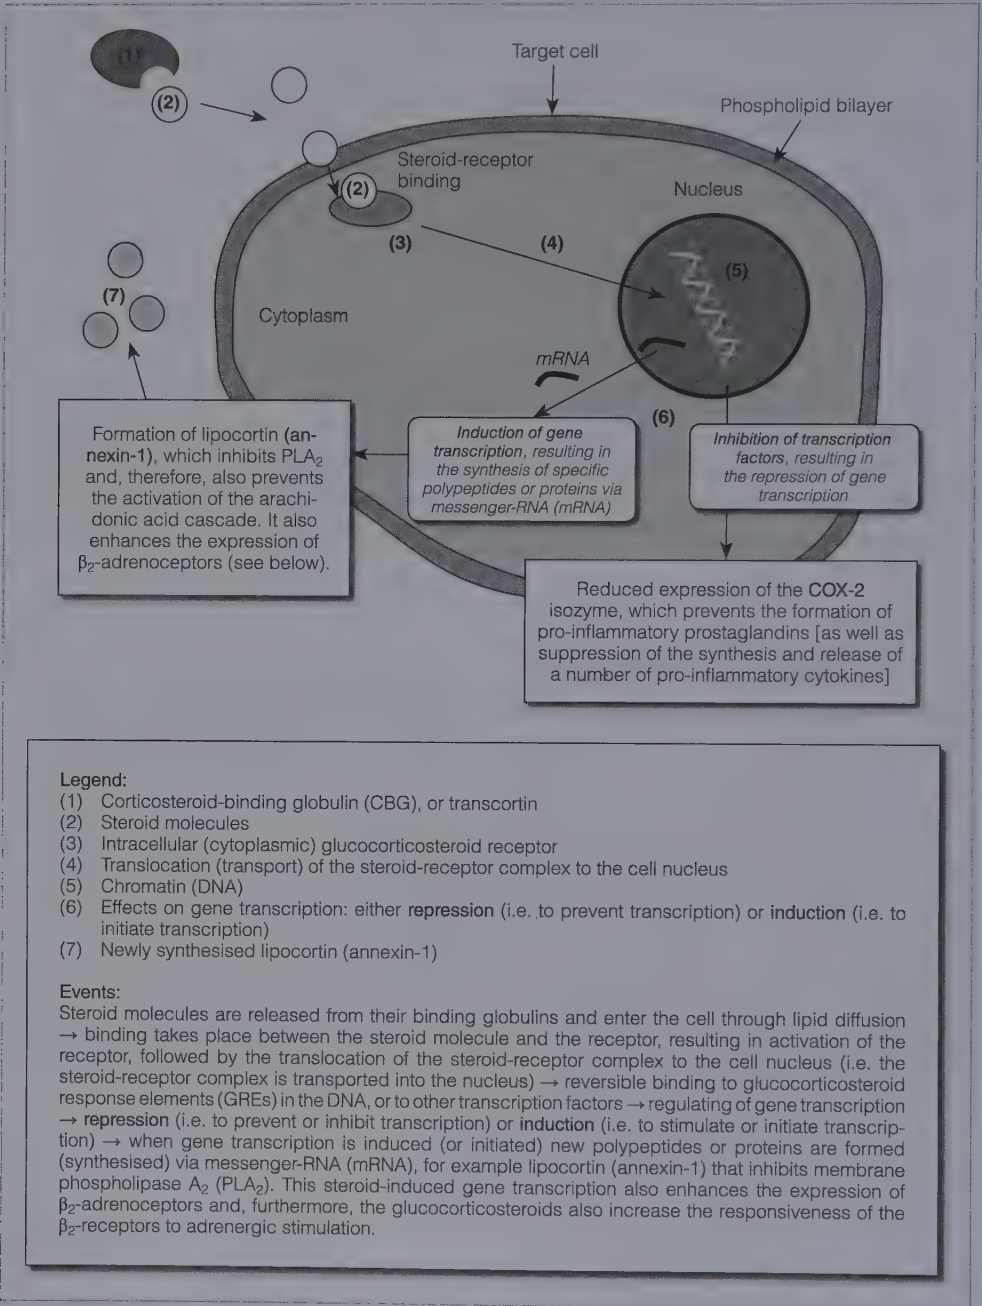 (1)
(2)
Target cell
Phospholipid bilayer
Steroid-receptor
binding
(2)
Nucleus
(3)
(4)
(5)
(7)
Cytoplasm
mRNA
(6)
Formation of lipocortin (an-
nexin-1), which inhibits PLA₂
and, therefore, also prevents
the activation of the arachi-
donic acid cascade. It also
enhances the expression of
β₂-adrenoceptors (see below).
Induction of gene
transcription, resulting in
the synthesis of specific
polypeptides or proteins via
messenger-RNA (mRNA)
Inhibition of transcription
factors, resulting in
the repression of gene
transcription
Reduced expression of the COX-2
isozyme, which prevents the formation of
pro-inflammatory prostaglandins [as well as
suppression of the synthesis and release of
a number of pro-inflammatory cytokines]
Legend:
(1) Corticosteroid-binding globulin (CBG), or transcortin
(2) Steroid molecules
(3) Intracellular (cytoplasmic) glucocorticosteroid receptor
(4) Translocation (transport) of the steroid-receptor complex to the cell nucleus
(5) Chromatin (DNA)
(6) Effects on gene transcription: either repression (i.e. to prevent transcription) or induction (i.e. to
initiate transcription)
(7) Newly synthesised lipocortin (annexin-1)
Events:
Steroid molecules are released from their binding globulins and enter the cell through lipid diffusion
→ binding takes place between the steroid molecule and the receptor, resulting in activation of the
receptor, followed by the translocation of the steroid-receptor complex to the cell nucleus (i.e. the
steroid-receptor complex is transported into the nucleus) → reversible binding to glucocorticosteroid
response elements (GREs) in the DNA, or to other transcription factors → regulating of gene transcription
→ repression (i.e. to prevent or inhibit transcription) or induction (i.e. to stimulate or initiate transcrip-
tion) → when gene transcription is induced (or initiated) new polypeptides or proteins are formed
(synthesised) via messenger-RNA (mRNA), for example lipocortin (annexin-1) that inhibits membrane
phospholipase A₂ (PLA₂). This steroid-induced gene transcription also enhances the expression of
β₂-adrenoceptors and, furthermore, the glucocorticosteroids also increase the responsiveness of the
β₂-receptors to adrenergic stimulation.